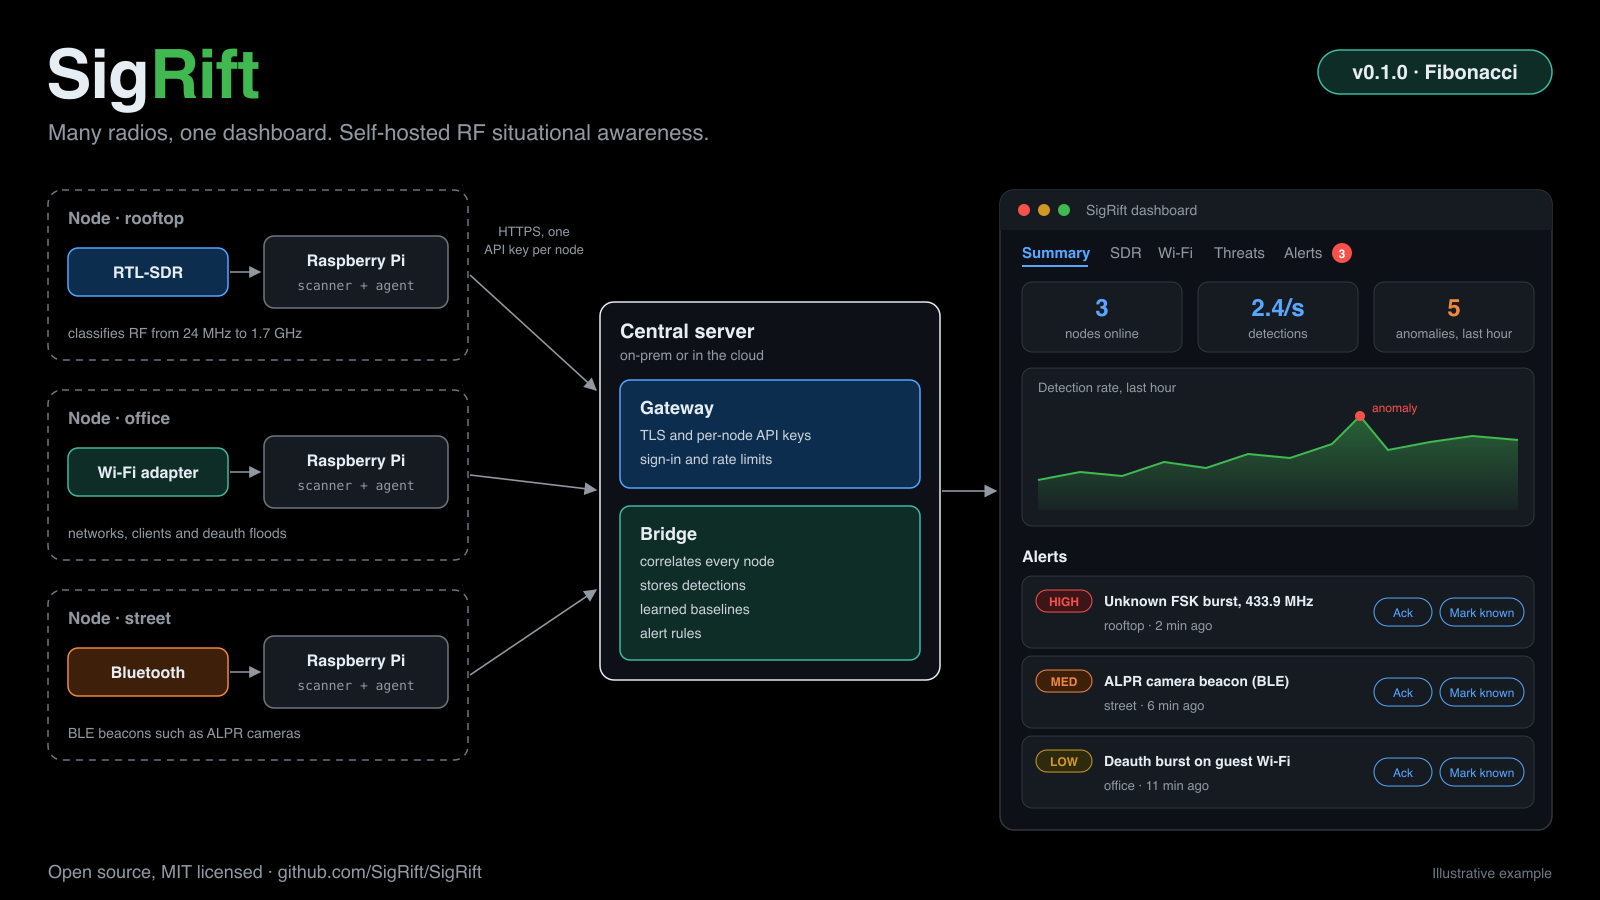 SigRift
v0.1.0 · Fibonacci
Many radios, one dashboard. Self-hosted RF situational awareness.
Node · rooftop
RTL-SDR
Raspberry Pi
scanner + agent
classifies RF from 24 MHz to 1.7 GHz
HTTPS, one
API key per node
Node · office
Wi-Fi adapter
Raspberry Pi
scanner + agent
networks, clients and deauth floods
Node · street
Bluetooth
Raspberry Pi
scanner + agent
BLE beacons such as ALPR cameras
Central server
on-prem or in the cloud
Gateway
TLS and per-node API keys
sign-in and rate limits
Bridge
correlates every node
stores detections
learned baselines
alert rules
SigRift dashboard
Summary SDR Wi-Fi Threats Alerts 3
3
nodes online
2.4/s
detections
5
anomalies, last hour
Detection rate, last hour
anomaly
Alerts
HIGH Unknown FSK burst, 433.9 MHz
rooftop · 2 min ago
Ack Mark known
MED ALPR camera beacon (BLE)
street · 6 min ago
Ack Mark known
LOW Deauth burst on guest Wi-Fi
office · 11 min ago
Ack Mark known
Open source, MIT licensed · github.com/SigRift/SigRift
Illustrative example